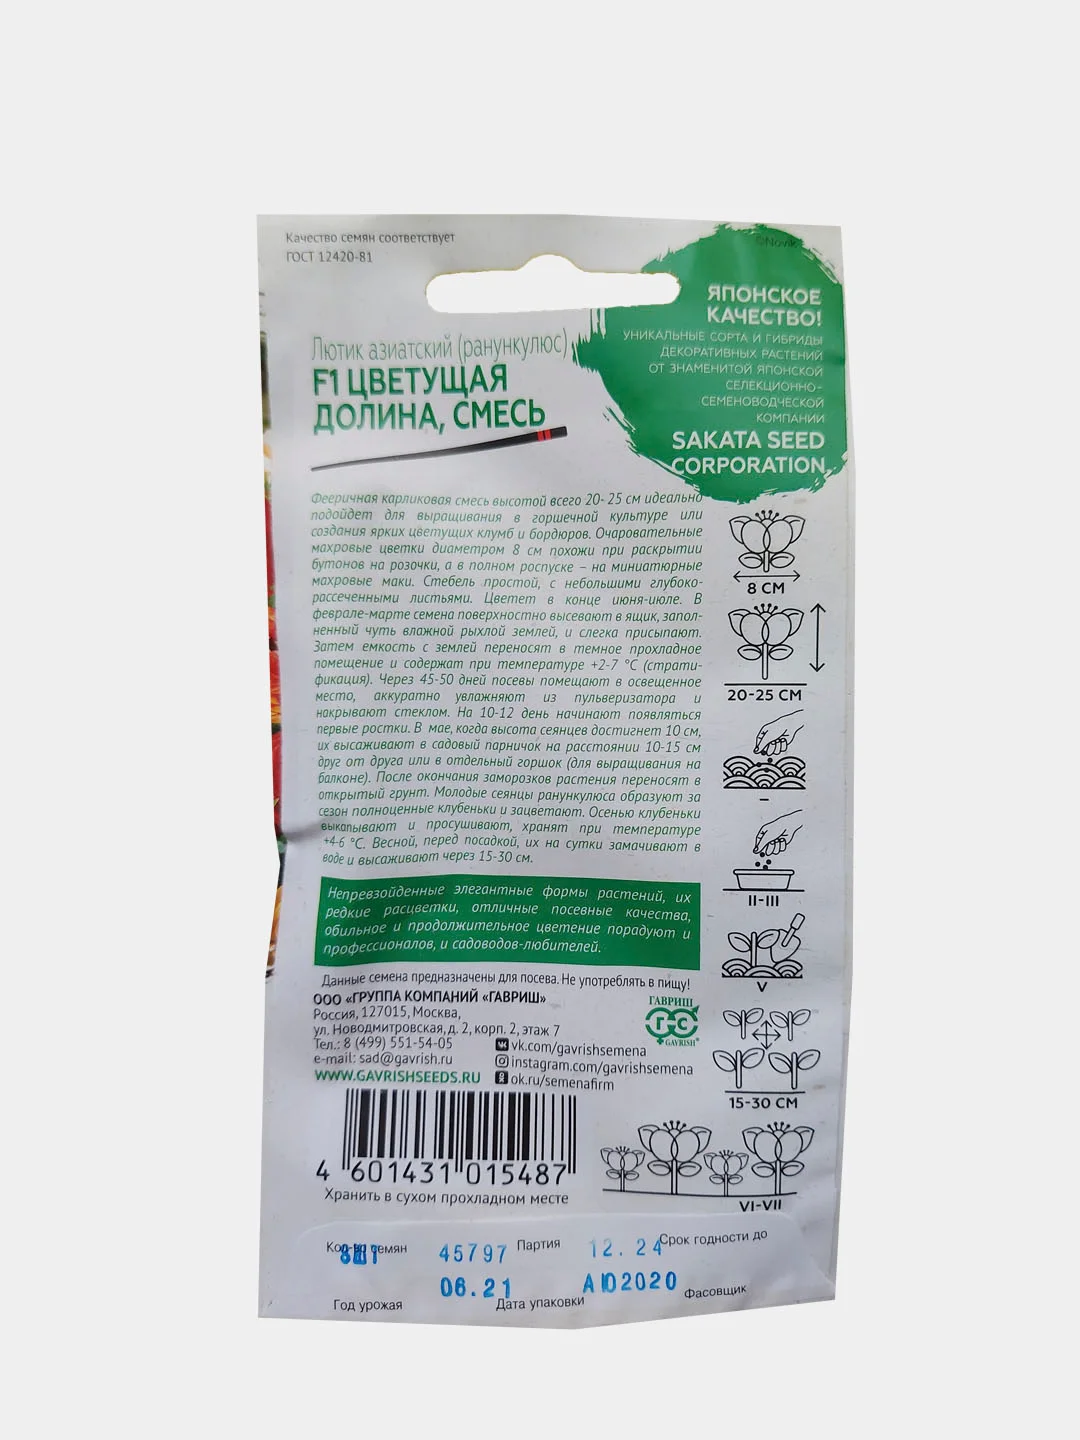 Качество семян соответствует
ГОСТ 12420-81
©Novik
ЯПОНСКОЕ
КАЧЕСТВО!
УНИКАЛЬНЫЕ СОРТА И ГИБРИДЫ
ДЕКОРАТИВНЫХ РАСТЕНИЙ
ОТ ЗНАМЕНИТОЙ ЯПОНСКОЙ
СЕЛЕКЦИОННО-
СЕМЕНОВОДЧЕСКОЙ
КОМПАНИИ
SAKATA SEED
CORPORATION
Лютик азиатский (ранункулюс)
F1 ЦВЕТУЩАЯ
ДОЛИНА, СМЕСЬ
Фееричная карликовая смесь высотой всего 20- 25 см идеально
подойдет для выращивания в горшечной культуре или
создания ярких цветущих клумб и бордюров. Очаровательные
махровые цветки диаметром 8 см похожи при раскрытии
бутонов на розочки, а в полном роспуске – на миниатюрные
махровые маки. Стебель простой, с небольшими глубоко-
рассеченными листьями. Цветет в конце июня-июле. В
феврале-марте семена поверхностно высевают в ящик, запол-
ненный чуть влажной рыхлой землей, и слегка присыпают.
Затем емкость с землей переносят в темное прохладное
помещение и содержат при температуре +2-7 °С (страти-
фикация). Через 45-50 дней посевы помещают в освещенное
место, аккуратно увлажняют из пульверизатора и
накрывают стеклом. На 10-12 день начинают появляться
первые ростки. В мае, когда высота сеянцев достигнет 10 см,
их высаживают в садовый парничок на расстоянии 10-15 см
друг от друга или в отдельный горшок (для выращивания на
балконе). После окончания заморозков растения переносят в
открытый грунт. Молодые сеянцы ранункулюса образуют за
сезон полноценные клубеньки и зацветают. Осенью клубеньки
выкапывают и просушивают, хранят при температуре
+4-6 °С. Весной, перед посадкой, их на сутки замачивают в
воде и высаживают через 15-30 см.
8 СМ
20-25 СМ
–
II-III
V
15-30 СМ
VI-VII
Непревзойденные элегантные формы растений, их
редкие расцветки, отличные посевные качества,
обильное и продолжительное цветение порадуют и
профессионалов, и садоводов-любителей.
Данные семена предназначены для посева. Не употреблять в пищу!
ООО «ГРУППА КОМПАНИЙ «ГАВРИШ»
Россия, 127015, Москва,
ул. Новодмитровская, д. 2, корп. 2, этаж 7
Тел.: 8 (499) 551-54-05
e-mail: sad@gavrish.ru
WWW.GAVRISHSEEDS.RU
vk.com/gavrishsemena
instagram.com/gavrishsemena
ok.ru/semenafirm
ГАВРИШ
ГС
GAVRISH®
4 601431 015487
Хранить в сухом прохладном месте
Кол-во семян 8ШТ 45797 Партия 12.24 Срок годности до
06.21 АЮ2020 Фасовщик
Год урожая Дата упаковки